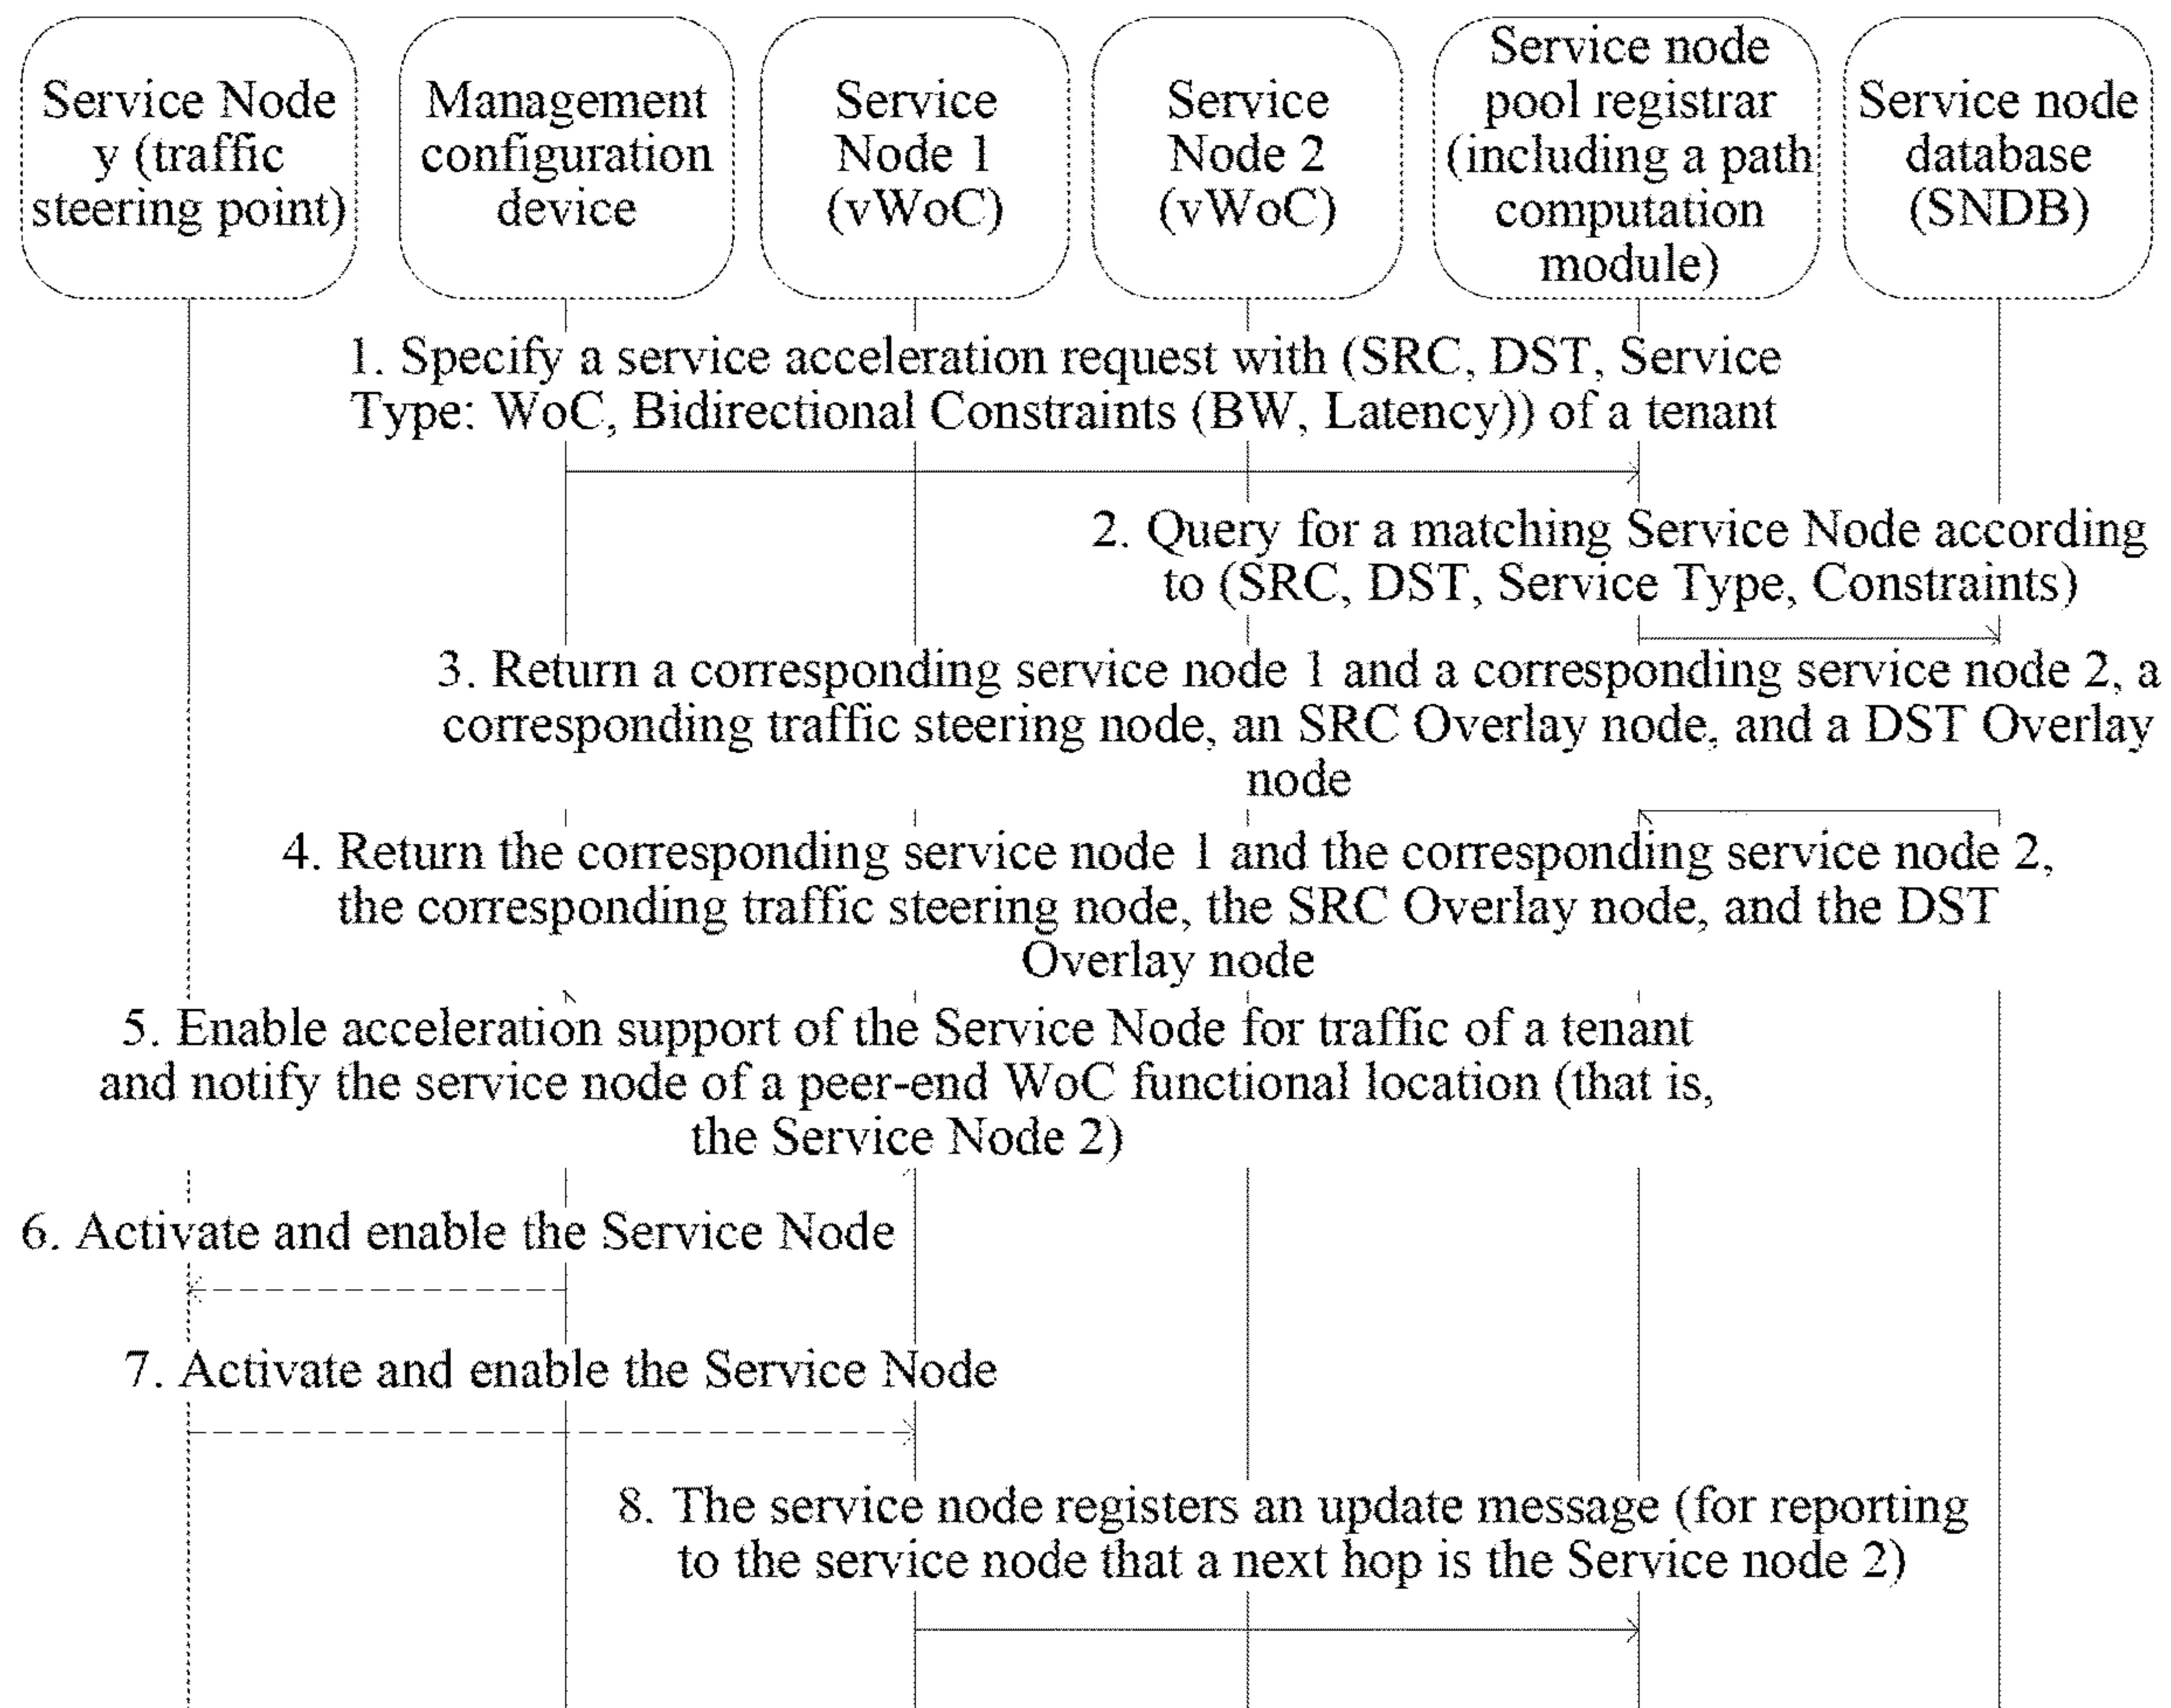 Service Node
y (traffic
steering point)
Management
configuration
device
Service
Node 1
(vWoC)
Service
Node 2
(vWoC)
Service node
pool registrar
(including a path
computation
module)
Service node
database
(SNDB)
1. Specify a service acceleration request with (SRC, DST, Service
Type: WoC, Bidirectional Constraints (BW, Latency)) of a tenant
2. Query for a matching Service Node according
to (SRC, DST, Service Type, Constraints)
3. Return a corresponding service node 1 and a corresponding service node 2, a
corresponding traffic steering node, an SRC Overlay node, and a DST Overlay
node
4. Return the corresponding service node 1 and the corresponding service node 2,
the corresponding traffic steering node, the SRC Overlay node, and the DST
Overlay node
5. Enable acceleration support of the Service Node for traffic of a tenant
and notify the service node of a peer-end WoC functional location (that is,
the Service Node 2)
6. Activate and enable the Service Node
7. Activate and enable the Service Node
8. The service node registers an update message (for reporting
to the service node that a next hop is the Service node 2)